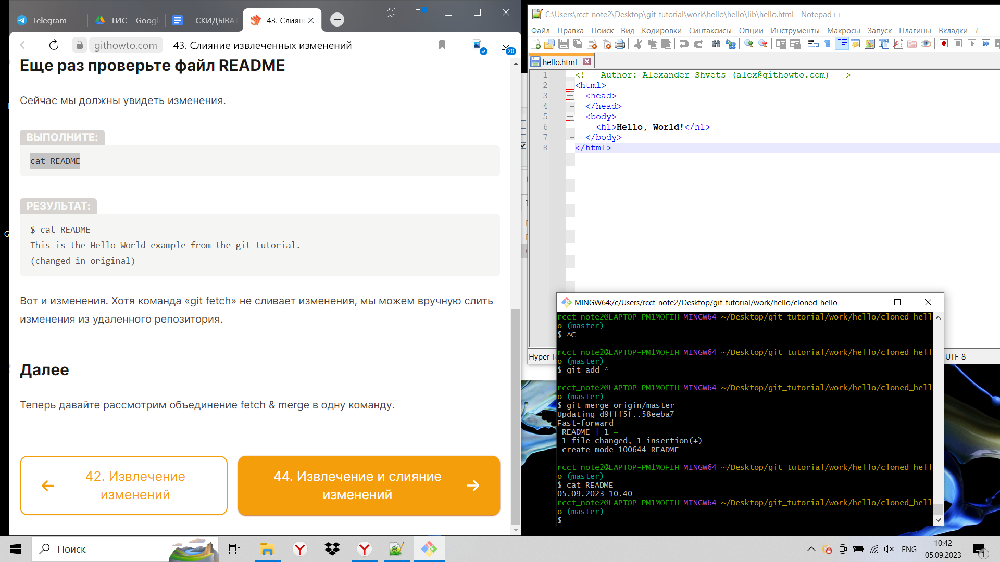 Telegram
ТИС – Google
__СКИДЫВАТ
43. Слиян
githowto.com
43. Слияние извлеченных изменений
20
Еще раз проверьте файл README
Сейчас мы должны увидеть изменения.
ВЫПОЛНИТЕ:
cat README
РЕЗУЛЬТАТ:
$ cat README
This is the Hello World example from the git tutorial.
(changed in original)
Вот и изменения. Хотя команда «git fetch» не сливает изменения, мы можем вручную слить
изменения из удаленного репозитория.
Далее
Теперь давайте рассмотрим объединение fetch & merge в одну команду.
42. Извлечение
изменений
44. Извлечение и слияние
изменений
C:\Users\rcct_note2\Desktop\git_tutorial\work\hello\hello\lib\hello.html - Notepad++
Файл Правка Поиск Вид Кодировки Синтаксисы Опции Инструменты Макросы Запуск Плагины Вкладки ?
hello.html
1 <!-- Author: Alexander Shvets (alex@githowto.com) -->
2 <html>
3 <head>
4 </head>
5 <body>
6 <h1>Hello, World!</h1>
7 </body>
8 </html>
Hyper Te
UTF-8
MINGW64:/c/Users/rcct_note2/Desktop/git_tutorial/work/hello/cloned_hello
rcct_note2@LAPTOP-PM1MOFIH MINGW64 ~/Desktop/git_tutorial/work/hello/cloned_hell
o (master)
$ ^C
rcct_note2@LAPTOP-PM1MOFIH MINGW64 ~/Desktop/git_tutorial/work/hello/cloned_hell
o (master)
$ git add *
rcct_note2@LAPTOP-PM1MOFIH MINGW64 ~/Desktop/git_tutorial/work/hello/cloned_hell
o (master)
$ git merge origin/master
Updating d9fff5f..58eeba7
Fast-forward
README | 1 +
1 file changed, 1 insertion(+)
create mode 100644 README
rcct_note2@LAPTOP-PM1MOFIH MINGW64 ~/Desktop/git_tutorial/work/hello/cloned_hell
o (master)
$ cat README
05.09.2023 10.40
rcct_note2@LAPTOP-PM1MOFIH MINGW64 ~/Desktop/git_tutorial/work/hello/cloned_hell
o (master)
$
Поиск
ENG
10:42
05.09.2023
1